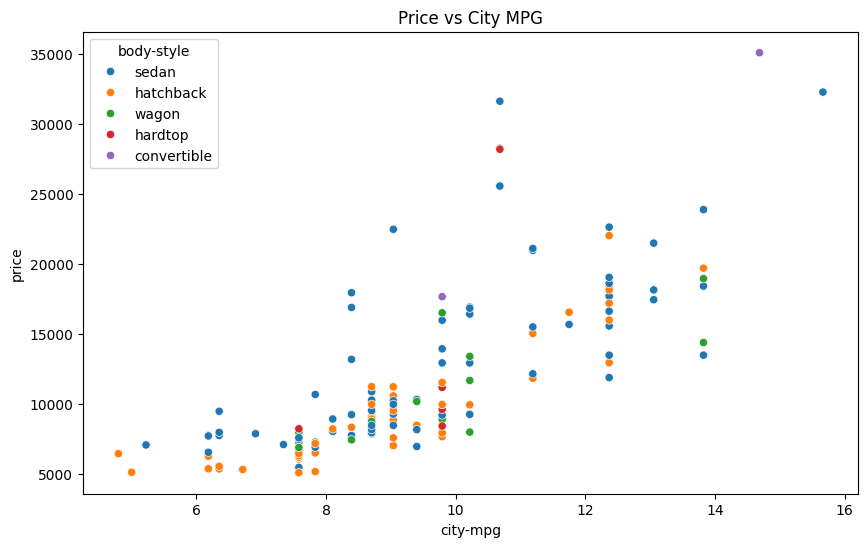 Price vs City MPG
body-style
sedan
hatchback
wagon
hardtop
convertible
35000
30000
25000
20000
15000
10000
5000
price
6 8 10 12 14 16
city-mpg